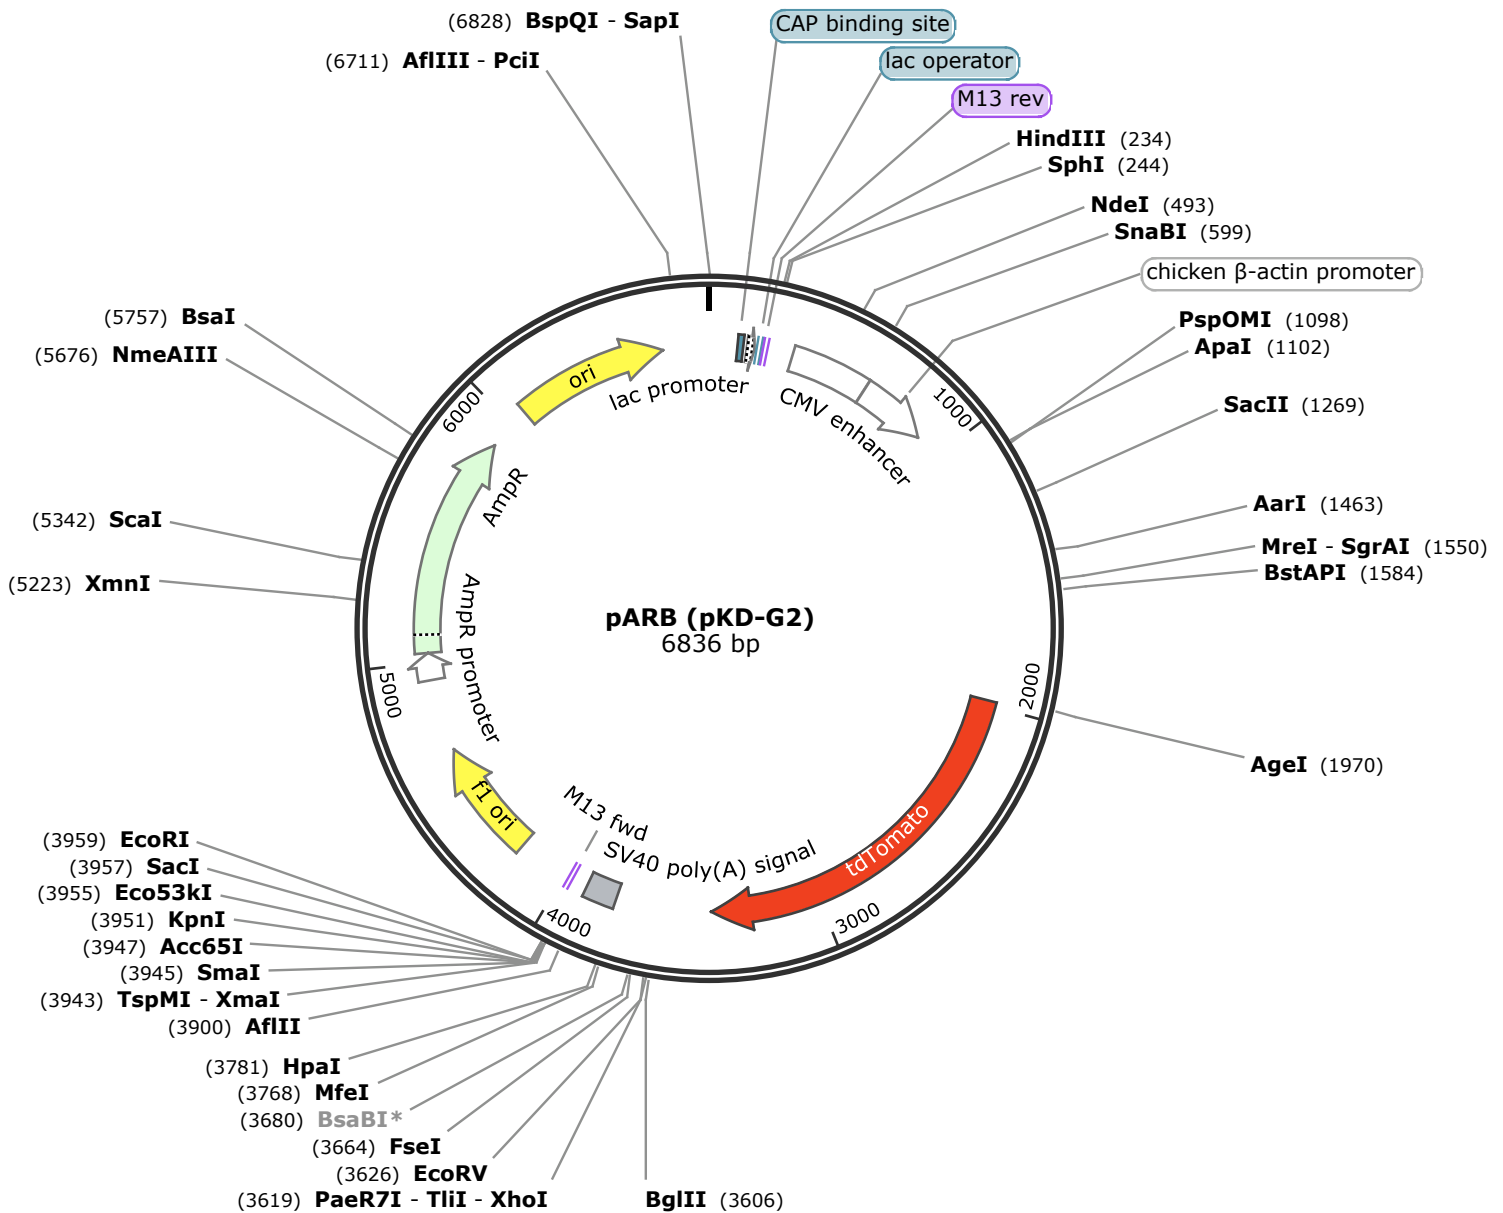 (6828) BspQI - SapI
(6711) AflIII - PciI
CAP binding site
lac operator
M13 rev
HindIII (234)
SphI (244)
NdeI (493)
SnaBI (599)
chicken β-actin promoter
PspOMI (1098)
ApaI (1102)
SacII (1269)
AarI (1463)
MreI - SgrAI (1550)
BstAPI (1584)
AgeI (1970)
(5757) BsaI
(5676) NmeAIII
(5342) ScaI
(5223) XmnI
ori
lac promoter
CMV enhancer
1000
6000
AmpR
AmpR promoter
pARB (pKD-G2)
6836 bp
2000
5000
f1 ori
M13 fwd
SV40 poly(A) signal
tdTomato
3000
4000
(3959) EcoRI
(3957) SacI
(3955) Eco53kI
(3951) KpnI
(3947) Acc65I
(3945) SmaI
(3943) TspMI - XmaI
(3900) AflII
(3781) HpaI
(3768) MfeI
(3680) BsaBI*
(3664) FseI
(3626) EcoRV
(3619) PaeR7I - TliI - XhoI
BglII (3606)